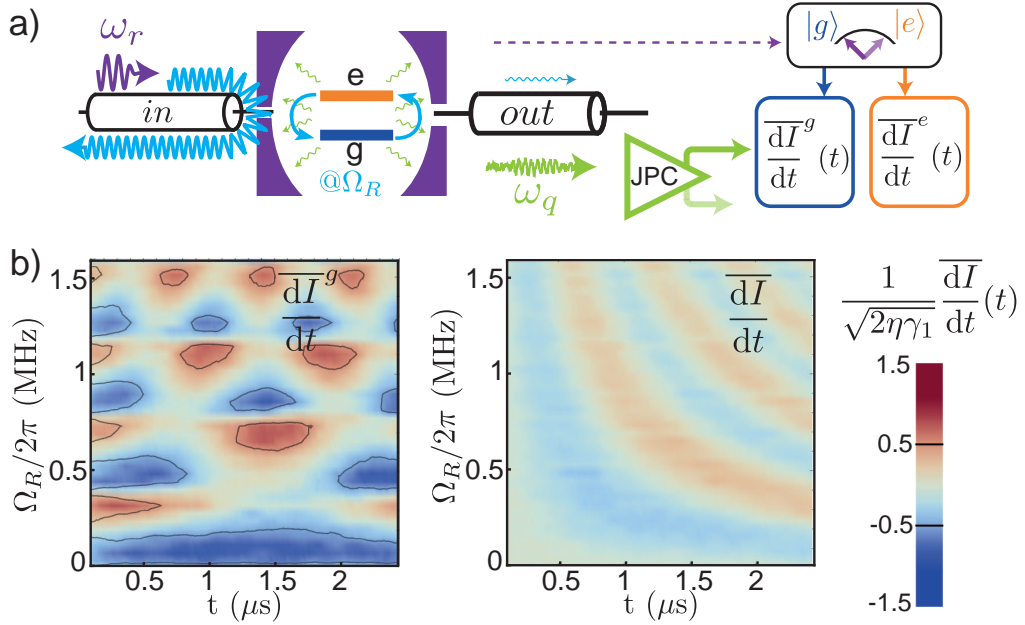 a)
ω_r
in
e
g
@Ω_R
out
ω_q
JPC
|g⟩ |e⟩
\overline{dI}^g/dt (t)
\overline{dI}^e/dt (t)
b)
Ω_R/2π (MHz)
1.5
1
0.5
0
0.5 1 1.5 2
t (μs)
\overline{dI}^g/dt
Ω_R/2π (MHz)
1.5
1
0.5
0
0.5 1 1.5 2
t (μs)
\overline{dI}/dt
1/√(2ηγ_1) \overline{dI}/dt (t)
1.5
0.5
-0.5
-1.5